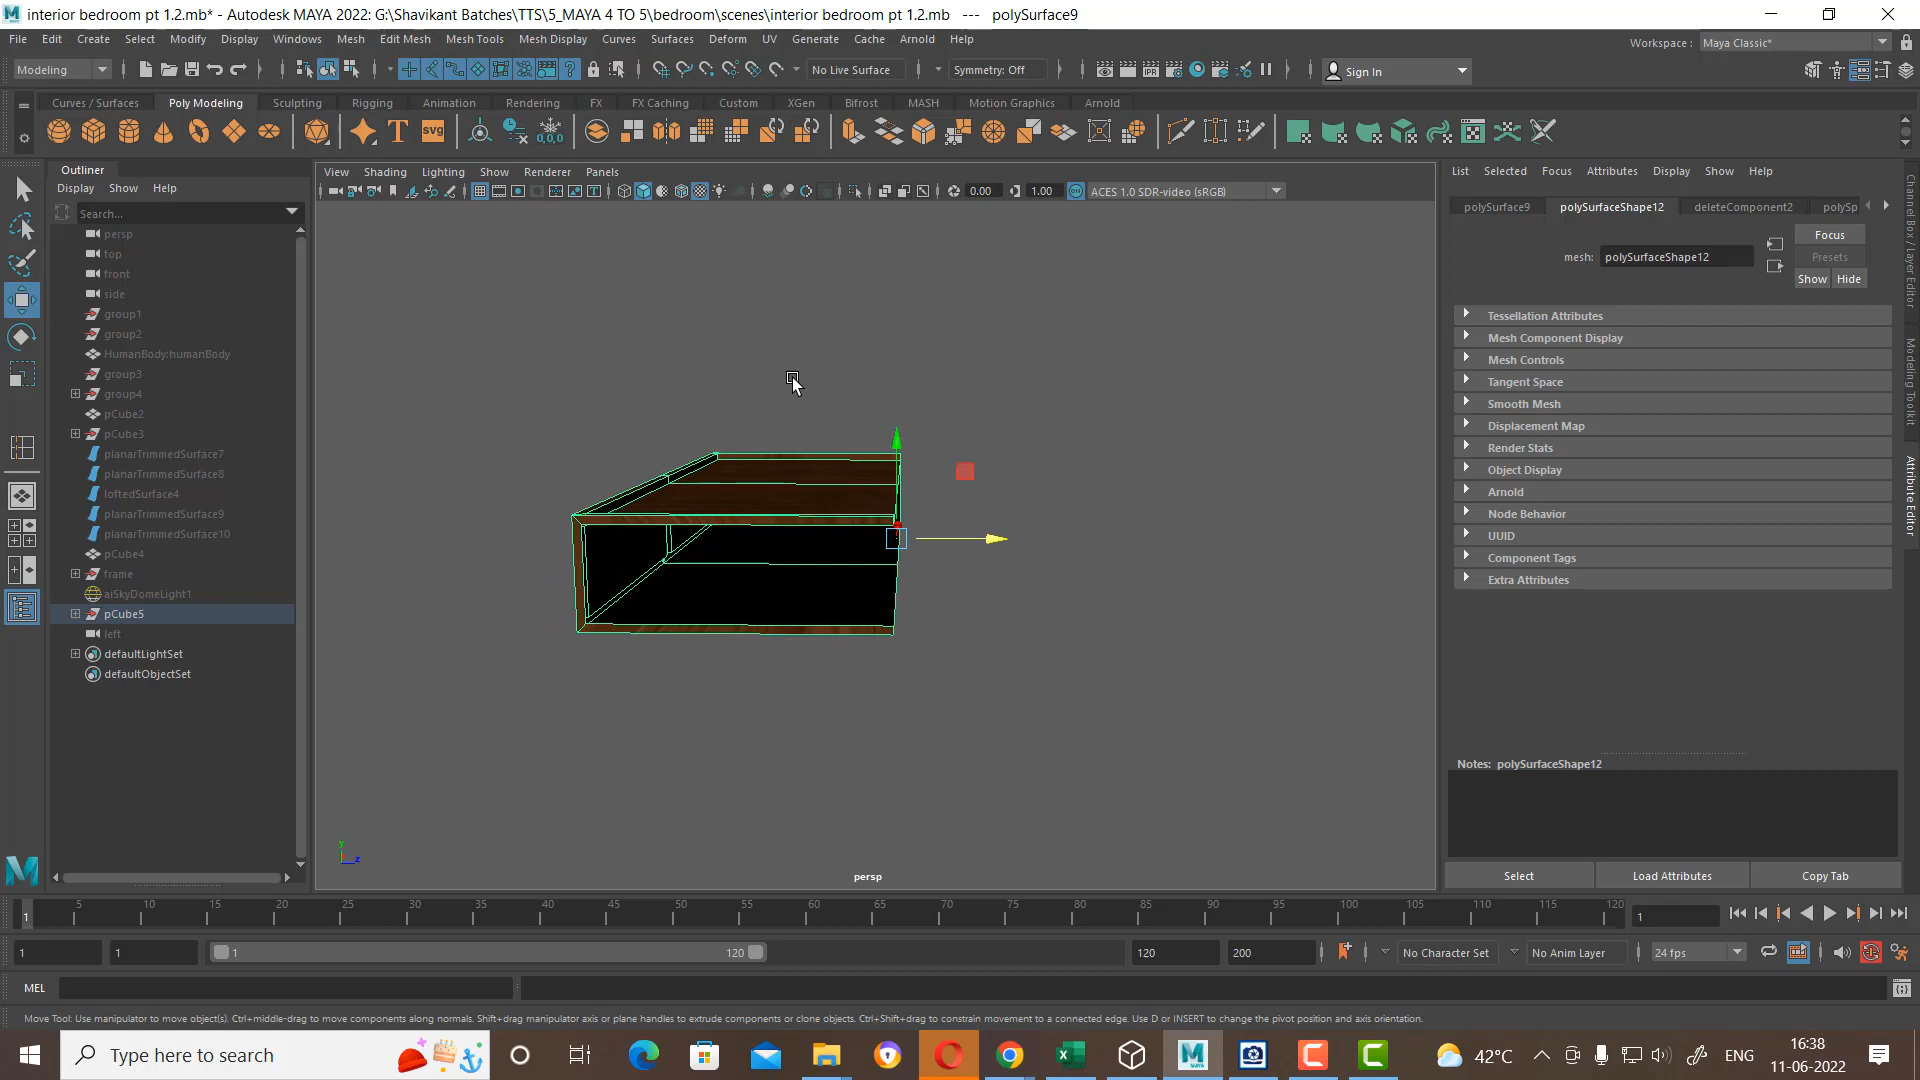 interior bedroom pt 1.2.mb* - Autodesk MAYA 2022: G:\Shavikant Batches\TTS\5_MAYA 4 TO 5\bedroom\scenes\interior bedroom pt 1.2.mb --- polySurface9
File Edit Create Select Modify Display Windows Mesh Edit Mesh Mesh Tools Mesh Display Curves Surfaces Deform UV Generate Cache Arnold Help
Workspace : Maya Classic*
Modeling No Live Surface Symmetry: Off Sign In
Curves / Surfaces Poly Modeling Sculpting Rigging Animation Rendering FX FX Caching Custom XGen Bifrost MASH Motion Graphics Arnold
svg 0,0,0
Outliner
Display Show Help
Search...
persp
top
front
side
group1
group2
HumanBody:humanBody
group3
group4
pCube2
pCube3
planarTrimmedSurface7
planarTrimmedSurface8
loftedSurface4
planarTrimmedSurface9
planarTrimmedSurface10
pCube4
frame
aiSkyDomeLight1
pCube5
left
defaultLightSet
defaultObjectSet
View Shading Lighting Show Renderer Panels
0.00 1.00 ACES 1.0 SDR-video (sRGB)
y z
persp
List Selected Focus Attributes Display Show Help
polySurface9 polySurfaceShape12 deleteComponent2 polySp
mesh: polySurfaceShape12
Focus
Presets
Show Hide
Tessellation Attributes
Mesh Component Display
Mesh Controls
Tangent Space
Smooth Mesh
Displacement Map
Render Stats
Object Display
Arnold
Node Behavior
UUID
Component Tags
Extra Attributes
Notes: polySurfaceShape12
Select Load Attributes Copy Tab
Channel Box / Layer Editor
Modeling Toolkit
Attribute Editor
1 5 10 15 20 25 30 35 40 45 50 55 60 65 70 75 80 85 90 95 100 105 110 115 120 1
1 1 1 120 120 200 No Character Set No Anim Layer 24 fps
MEL
Move Tool: Use manipulator to move object(s). Ctrl+middle-drag to move components along normals. Shift+drag manipulator axis or plane handles to extrude components or clone objects. Ctrl+Shift+drag to constrain movement to a connected edge. Use D or INSERT to change the pivot position and axis orientation.
Type here to search
42°C ENG 16:38
11-06-2022